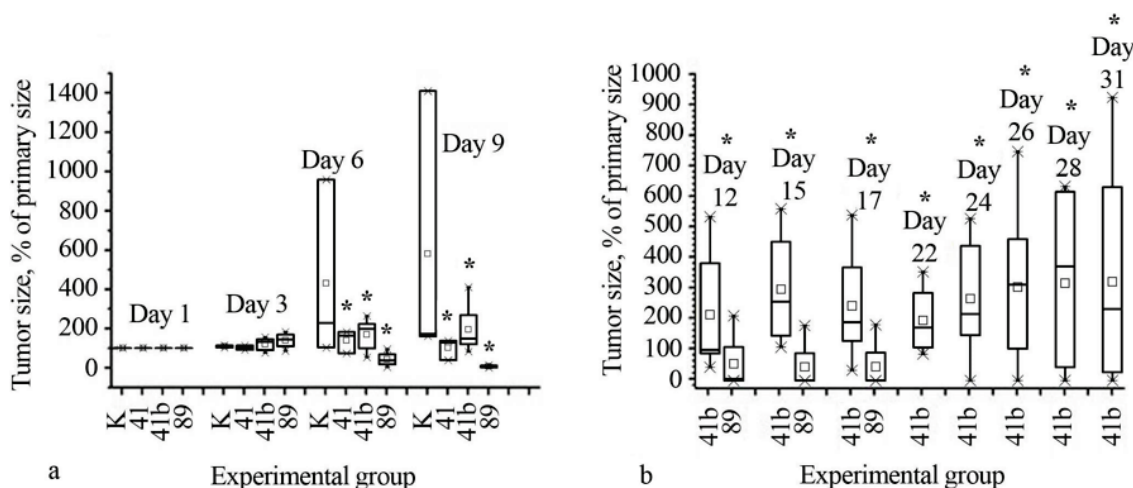 Tumor size, % of primary size
1400
1200
1000
800
600
400
200
0
Day 1
Day 3
Day 6
Day 9
*
*
*
*
*
*
K
41
41b
89
K
41
41b
89
K
41
41b
89
K
41
41b
89
Experimental group
a
Tumor size, % of primary size
1000
900
800
700
600
500
400
300
200
100
0
*
Day
12
*
Day
15
*
Day
17
*
Day
22
*
Day
24
*
Day
26
*
Day
28
*
Day
31
41b
89
41b
89
41b
89
41b
41b
41b
41b
41b
Experimental group
b